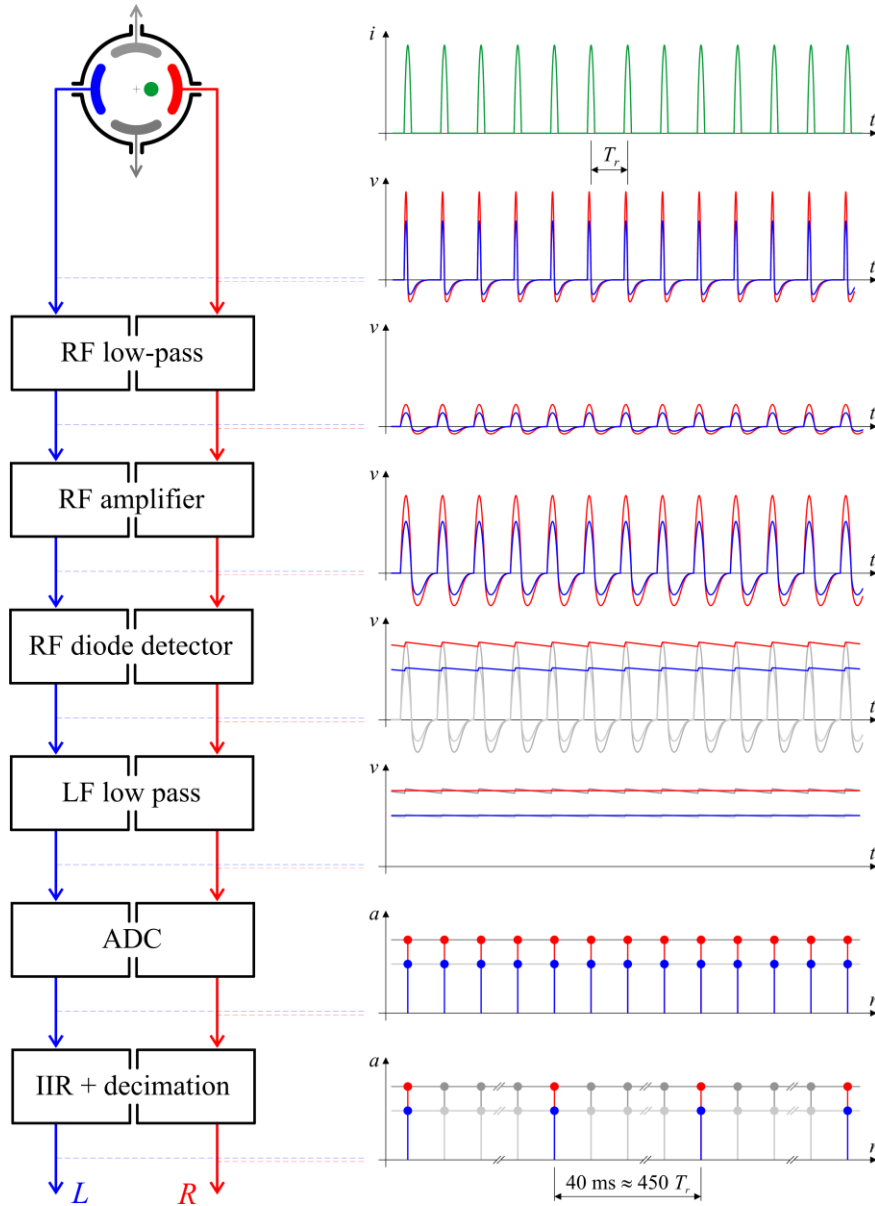 i
t
T_r
v
t
RF low-pass
v
t
RF amplifier
v
t
RF diode detector
v
t
LF low pass
v
t
ADC
a
n
IIR + decimation
a
n
40 ms ≈ 450 T_r
L
R